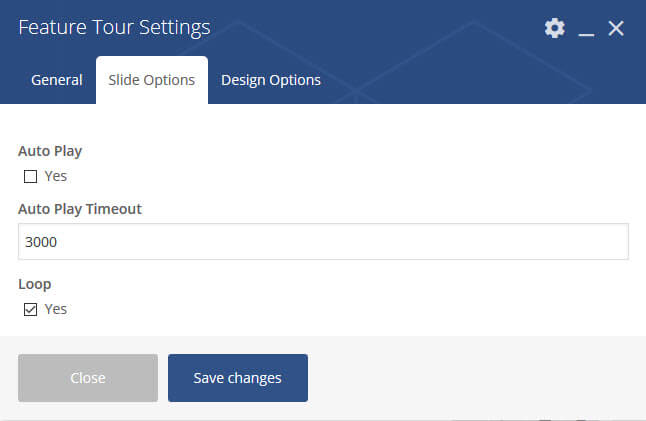 Feature Tour Settings
General Slide Options Design Options
Auto Play
Yes
Auto Play Timeout
3000
Loop
Yes
Close Save changes